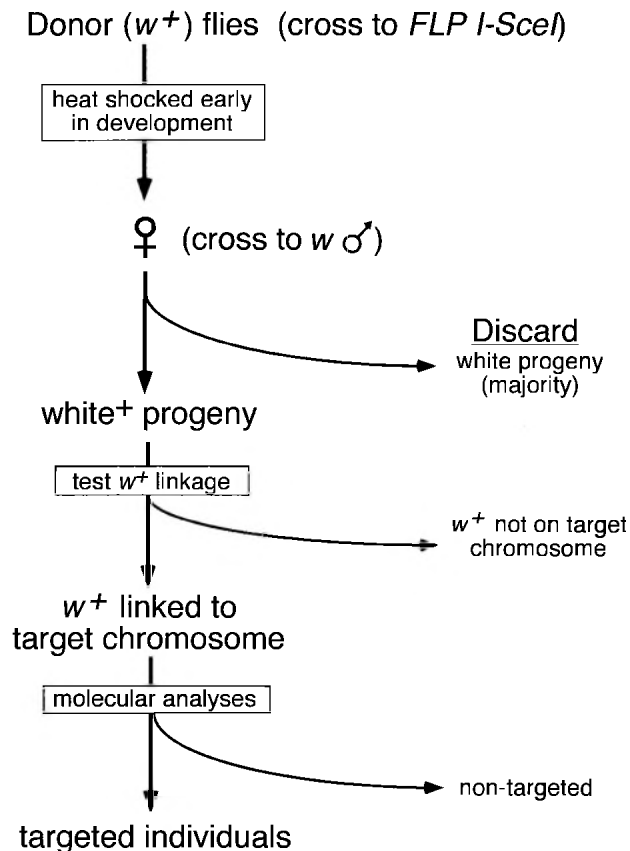 Donor (w+) flies (cross to FLP I-SceI)
heat shocked early
in development
♀ (cross to w ♂)
Discard
white progeny
(majority)
white+ progeny
test w+ linkage
w+ not on target
chromosome
w+ linked to
target chromosome
molecular analyses
non-targeted
targeted individuals